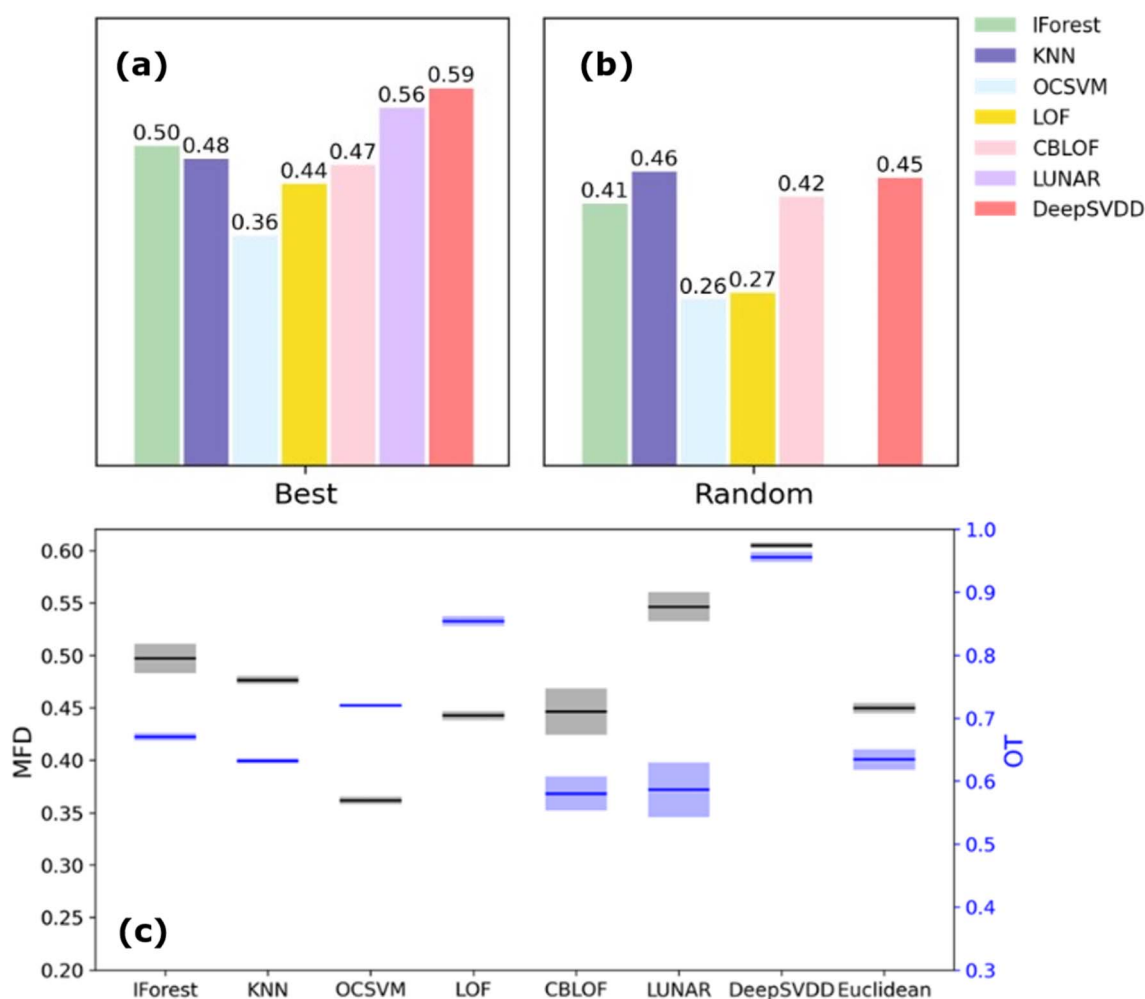 (a)
0.50
0.48
0.36
0.44
0.47
0.56
0.59
Best
(b)
0.41
0.46
0.26
0.27
0.42
0.45
Random
IForest
KNN
OCSVM
LOF
CBLOF
LUNAR
DeepSVDD
MFD
0.60
0.55
0.50
0.45
0.40
0.35
0.30
0.25
0.20
(c)
1.0
0.9
0.8
0.7
0.6
0.5
0.4
0.3
OT
IForest KNN OCSVM LOF CBLOF LUNAR DeepSVDD Euclidean